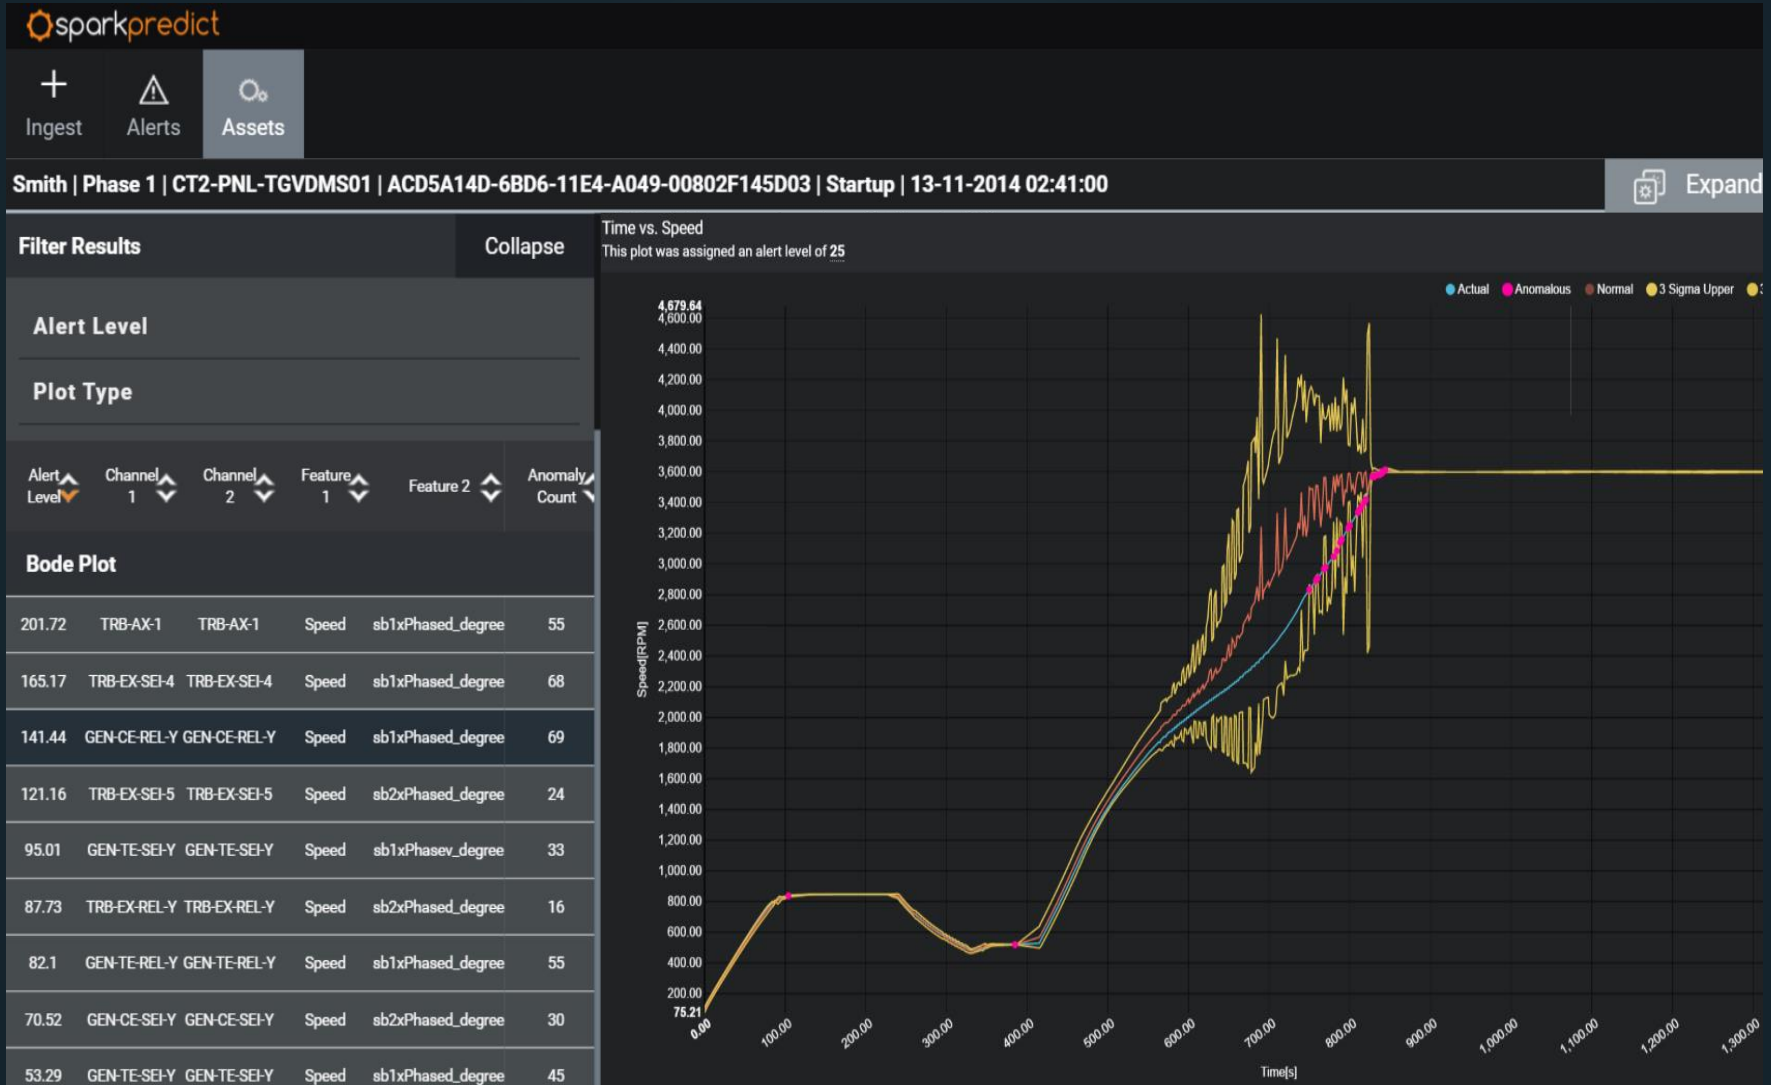 sparkpredict
Ingest
Alerts
Assets
Smith | Phase 1 | CT2-PNL-TGVDMS01 | ACD5A14D-6BD6-11E4-A049-00802F145D03 | Startup | 13-11-2014 02:41:00
Expand
Filter Results
Collapse
Alert Level
Plot Type
Alert Level
Channel 1
Channel 2
Feature 1
Feature 2
Anomaly Count
Bode Plot
201.72 TRB-AX-1 TRB-AX-1 Speed sb1xPhased_degree 55
165.17 TRB-EX-SEI-4 TRB-EX-SEI-4 Speed sb1xPhased_degree 68
141.44 GEN-CE-REL-Y GEN-CE-REL-Y Speed sb1xPhased_degree 69
121.16 TRB-EX-SEI-5 TRB-EX-SEI-5 Speed sb2xPhased_degree 24
95.01 GEN-TE-SEI-Y GEN-TE-SEI-Y Speed sb1xPhasev_degree 33
87.73 TRB-EX-REL-Y TRB-EX-REL-Y Speed sb2xPhased_degree 16
82.1 GEN-TE-REL-Y GEN-TE-REL-Y Speed sb1xPhased_degree 55
70.52 GEN-CE-SEI-Y GEN-CE-SEI-Y Speed sb2xPhased_degree 30
53.29 GEN-TE-SEI-Y GEN-TE-SEI-Y Speed sb1xPhased_degree 45
Time vs. Speed
This plot was assigned an alert level of 25
Actual Anomalous Normal 3 Sigma Upper
4,679.64
4,600.00
4,400.00
4,200.00
4,000.00
3,800.00
3,600.00
3,400.00
3,200.00
3,000.00
2,800.00
2,600.00
2,400.00
2,200.00
2,000.00
1,800.00
1,600.00
1,400.00
1,200.00
1,000.00
800.00
600.00
400.00
200.00
75.21
Speed[RPM]
0.00 100.00 200.00 300.00 400.00 500.00 600.00 700.00 800.00 900.00 1,000.00 1,100.00 1,200.00 1,300.00
Time[s]